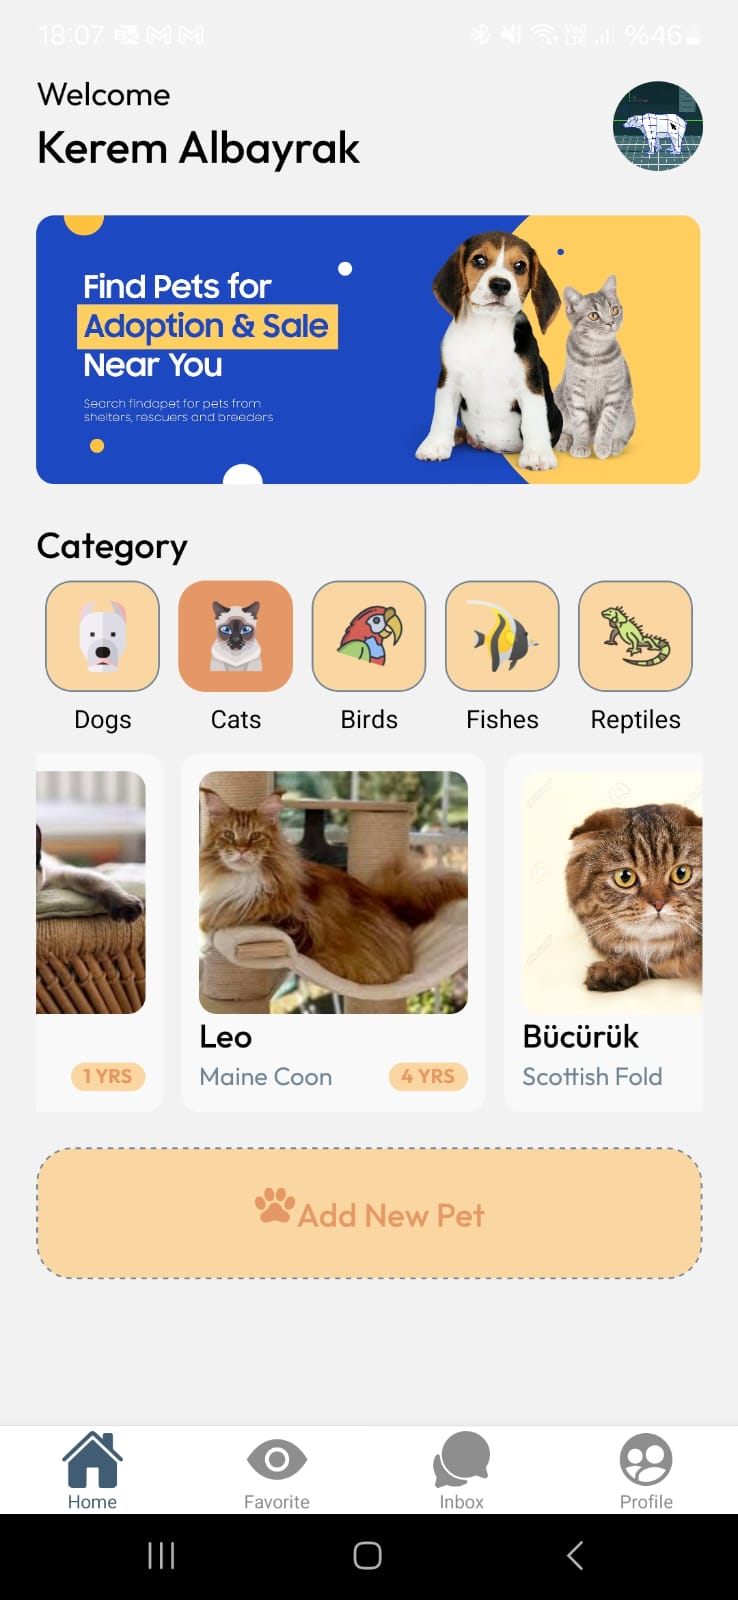 18:07
VoI) LTE %46
Welcome
Kerem Albayrak
Find Pets for
Adoption & Sale
Near You
Search findapet for pets from
shelters, rescuers and breeders
Category
Dogs Cats Birds Fishes Reptiles
Leo Bücürük
1 YRS Maine Coon 4 YRS Scottish Fold
Add New Pet
Home Favorite Inbox Profile